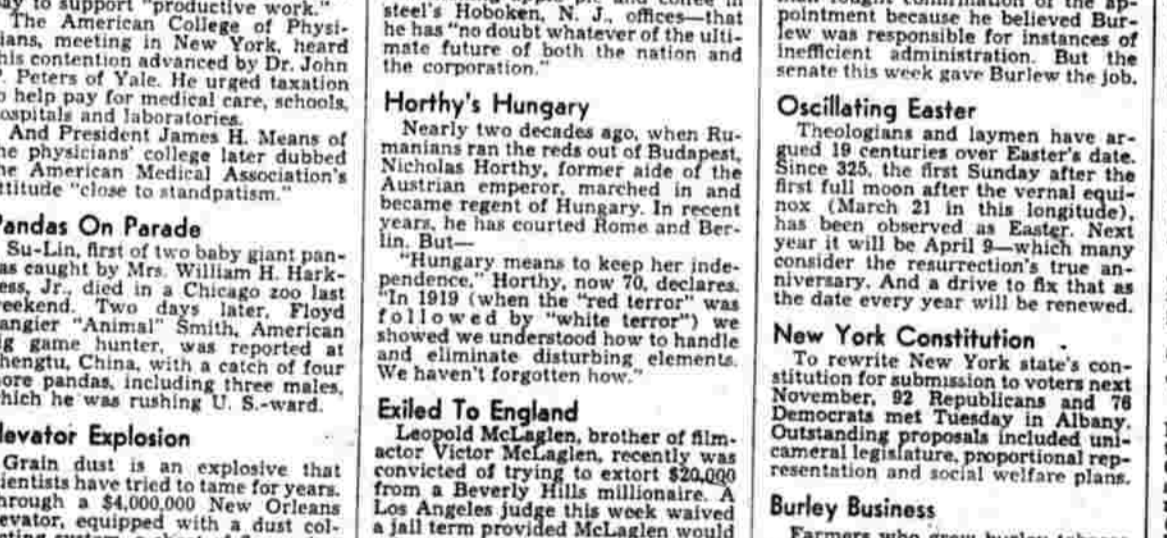 to support "productive work."
The American College of Physi-
ians, meeting in New York, heard
his contention advanced by Dr. John
. Peters of Yale. He urged taxation
help pay for medical care, schools,
ospitals and laboratories.
And President James H. Means of
he physicians' college later dubbed
he American Medical Association's
ttitude "close to standpatism."
andas On Parade
Su-Lin, first of two baby giant pan-
as caught by Mrs. William H. Hark-
ess, Jr., died in a Chicago zoo last
eekend. Two days later, Floyd
angier "Animal" Smith, American
g game hunter, was reported at
hengtu, China, with a catch of four
ore pandas, including three males,
hich he was rushing U. S.-ward.
levator Explosion
Grain dust is an explosive that
ientists have tried to tame for years.
hrough a $4,000,000 New Orleans
evator, equipped with a dust col-
steel's Hoboken, N. J., offices—that
he has "no doubt whatever of the ulti-
mate future of both the nation and
the corporation."
Horthy's Hungary
Nearly two decades ago, when Ru-
manians ran the reds out of Budapest,
Nicholas Horthy, former aide of the
Austrian emperor, marched in and
became regent of Hungary. In recent
years, he has courted Rome and Ber-
lin. But—
"Hungary means to keep her inde-
pendence," Horthy, now 70, declares.
"In 1919 (when the "red terror" was
followed by "white terror") we
showed we understood how to handle
and eliminate disturbing elements.
We haven't forgotten how."
Exiled To England
Leopold McLaglen, brother of film-
actor Victor McLaglen, recently was
convicted of trying to extort $20,000
from a Beverly Hills millionaire. A
Los Angeles judge this week waived
a jail term provided McLaglen would
pointment because he believed Bur-
lew was responsible for instances of
inefficient administration. But the
senate this week gave Burlew the job.
Oscillating Easter
Theologians and laymen have ar-
gued 19 centuries over Easter's date.
Since 325, the first Sunday after the
first full moon after the vernal equi-
nox (March 21 in this longitude),
has been observed as Easter. Next
year it will be April 9—which many
consider the resurrection's true an-
niversary. And a drive to fix that as
the date every year will be renewed.
New York Constitution
To rewrite New York state's con-
stitution for submission to voters next
November, 92 Republicans and 76
Democrats met Tuesday in Albany.
Outstanding proposals included uni-
cameral legislature, proportional rep-
resentation and social welfare plans.
Burley Business
Farmers who grow burley